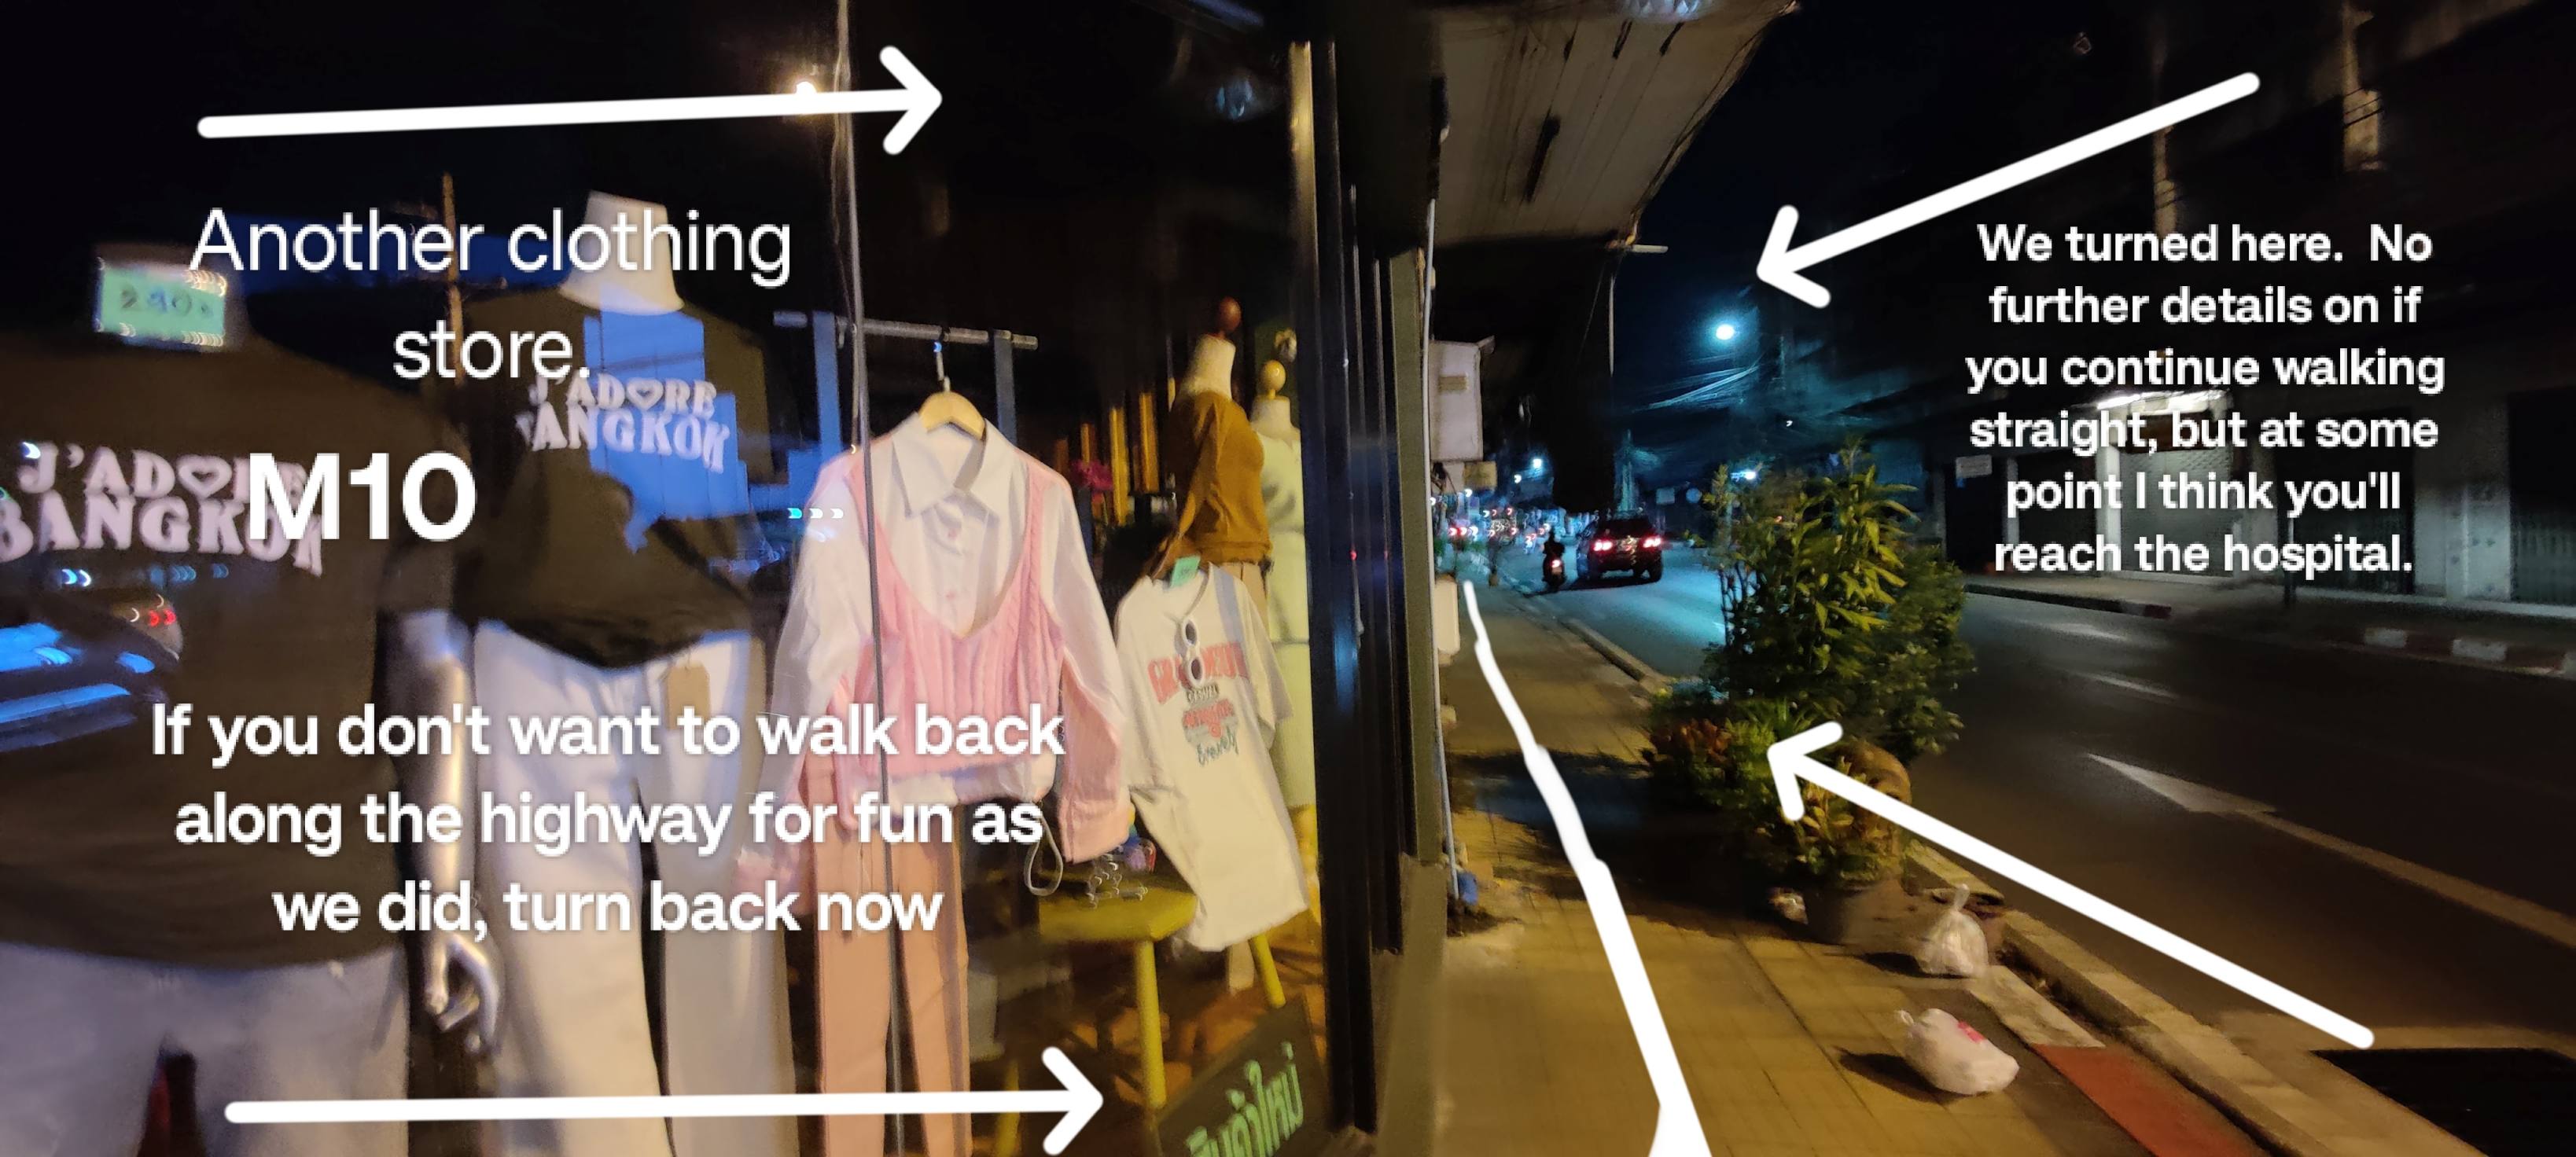 Another clothing
store.
M10
If you don't want to walk back
along the highway for fun as
we did, turn back now
We turned here.  No
further details on if
you continue walking
straight, but at some
point I think you'll
reach the hospital.
J'ADORE
BANGKOK
J'ADORE
BANGKOK
สินค้าใหม่